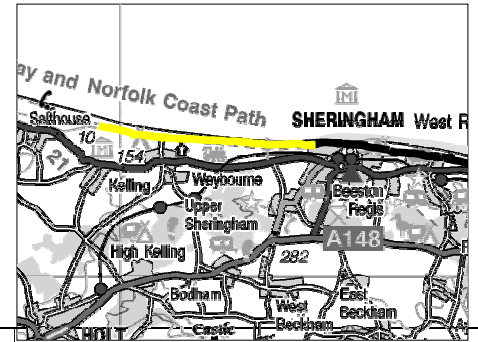 ay and Norfolk Coast Path
SHERINGHAM West R
Salthouse
10
154
21
Kelling
Weybourne
Beeston
Regis
Upper
Sheringham
A148
High Kelling
282
Bodham
West
Beckham
East
Beckham
HOLT